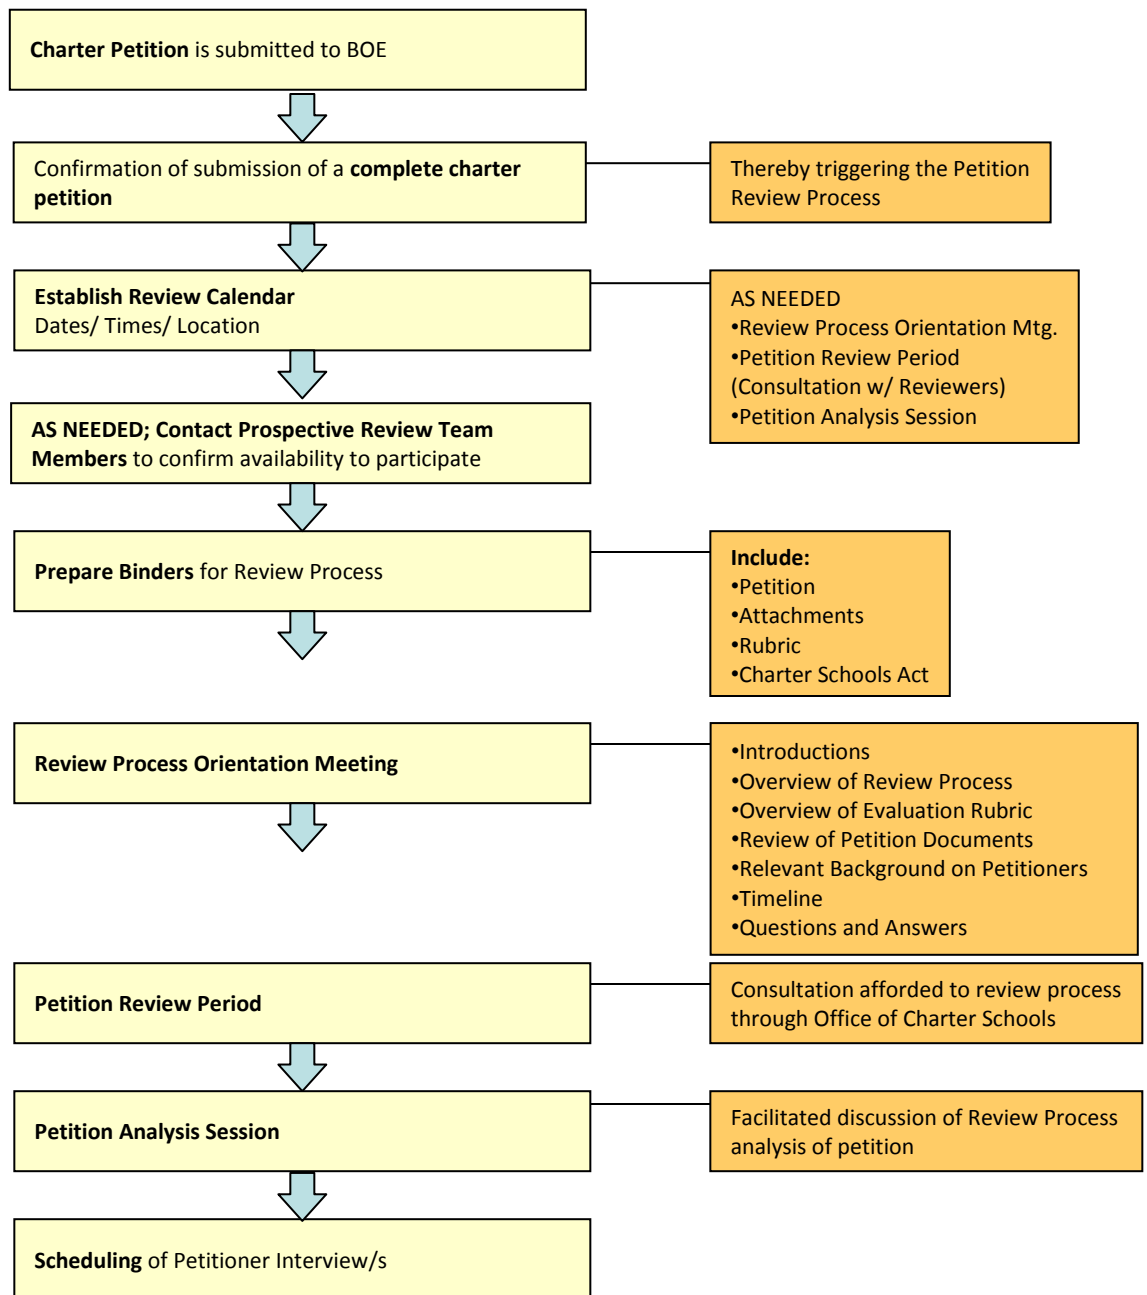 Charter Petition is submitted to BOE
Confirmation of submission of a complete charter
petition
Thereby triggering the Petition
Review Process
Establish Review Calendar
Dates/ Times/ Location
AS NEEDED
•Review Process Orientation Mtg.
•Petition Review Period
(Consultation w/ Reviewers)
•Petition Analysis Session
AS NEEDED; Contact Prospective Review Team
Members to confirm availability to participate
Prepare Binders for Review Process
Include:
•Petition
•Attachments
•Rubric
•Charter Schools Act
Review Process Orientation Meeting
•Introductions
•Overview of Review Process
•Overview of Evaluation Rubric
•Review of Petition Documents
•Relevant Background on Petitioners
•Timeline
•Questions and Answers
Petition Review Period
Consultation afforded to review process
through Office of Charter Schools
Petition Analysis Session
Facilitated discussion of Review Process
analysis of petition
Scheduling of Petitioner Interview/s